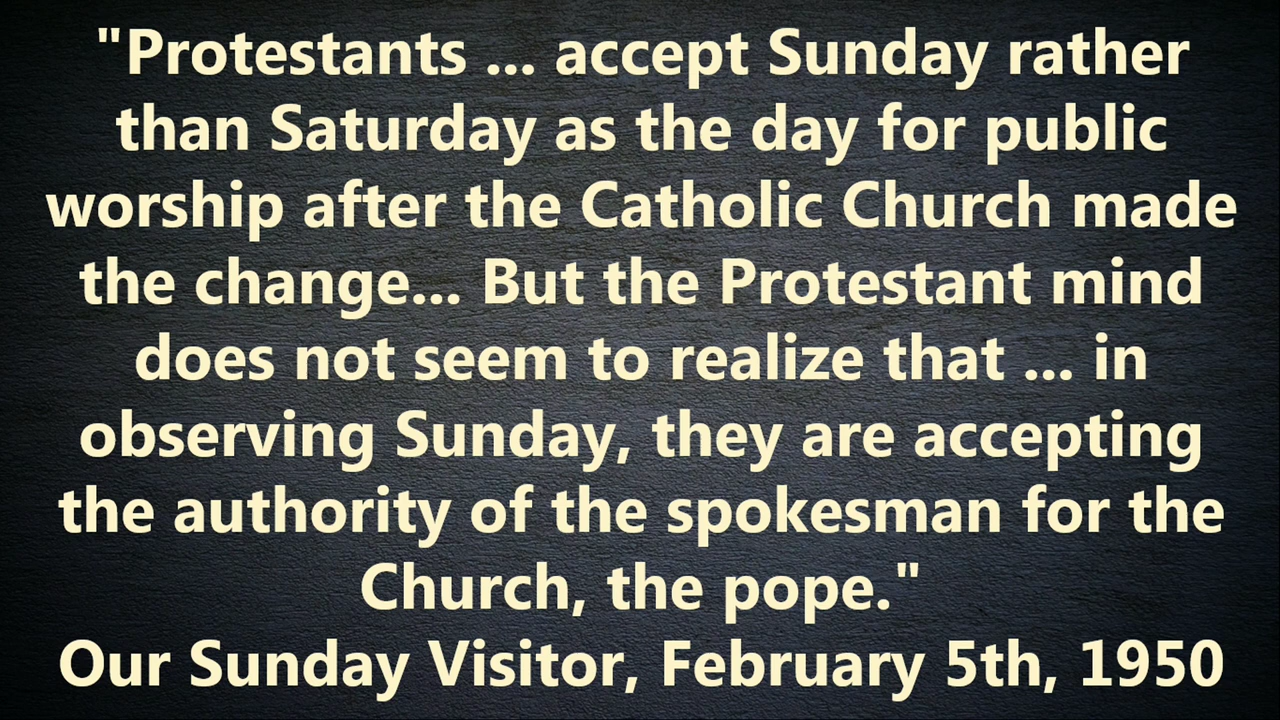 "Protestants ... accept Sunday rather
than Saturday as the day for public
worship after the Catholic Church made
the change... But the Protestant mind
does not seem to realize that ... in
observing Sunday, they are accepting
the authority of the spokesman for the
Church, the pope."
Our Sunday Visitor, February 5th, 1950